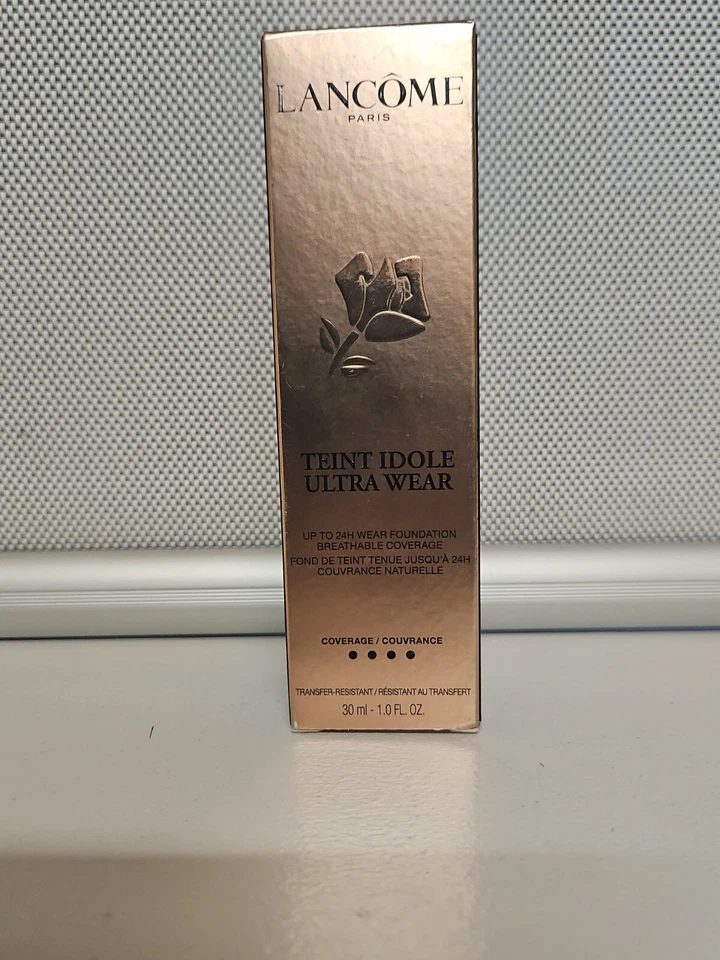 LANCÔME
PARIS
TEINT IDOLE
ULTRA WEAR
UP TO 24H WEAR FOUNDATION
BREATHABLE COVERAGE
FOND DE TEINT TENUE JUSQU'À 24H
COUVRANCE NATURELLE
COVERAGE / COUVRANCE
TRANSFER-RESISTANT / RÉSISTANT AU TRANSFERT
30 ml - 1.0 FL. OZ.